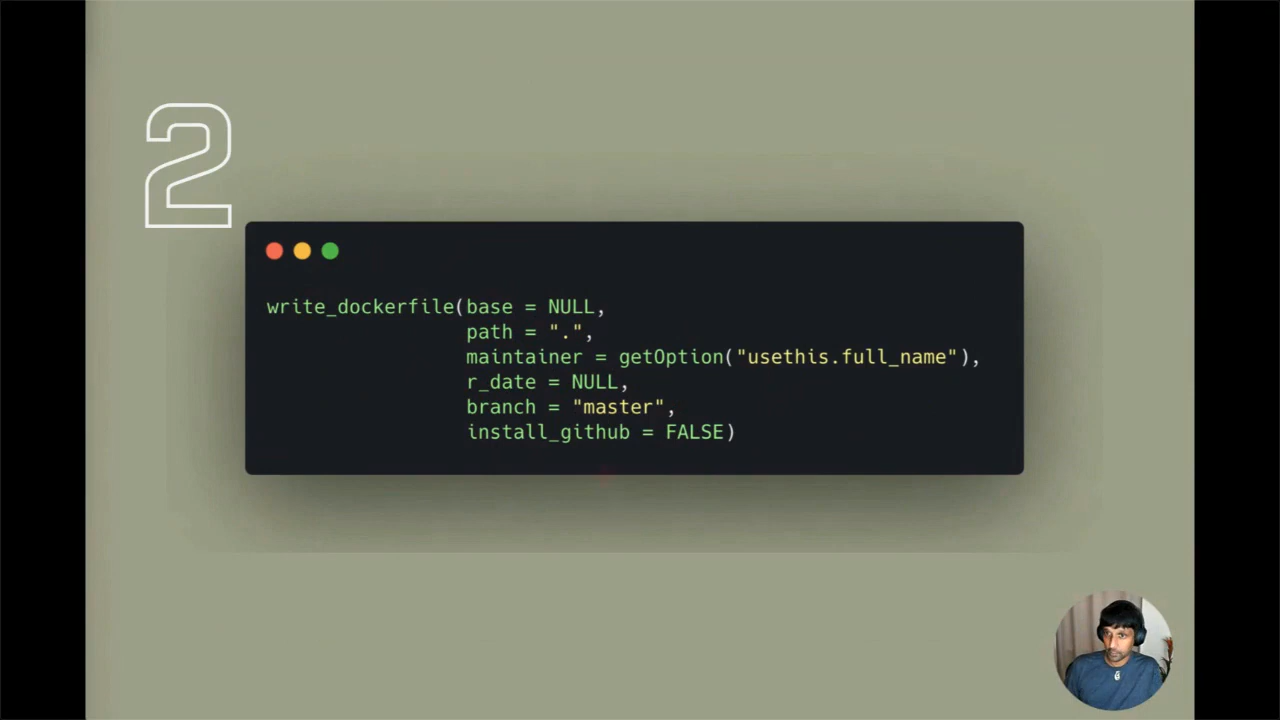 2
write_dockerfile(base = NULL,
path = ".",
maintainer = getOption("usethis.full_name"),
r_date = NULL,
branch = "master",
install_github = FALSE)